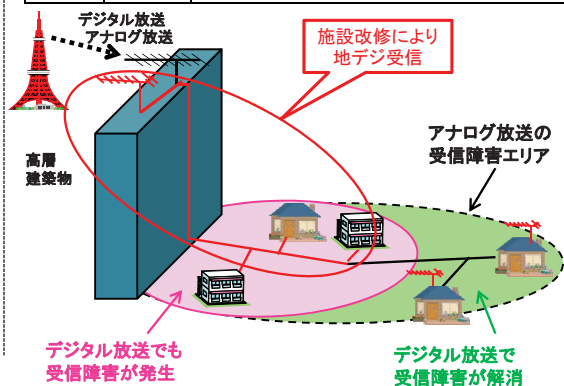 デジタル放送
アナログ放送
施設改修により
地デジ受信
高層
建築物
アナログ放送の
受信障害エリア
デジタル放送でも
受信障害が発生
デジタル放送で
受信障害が解消